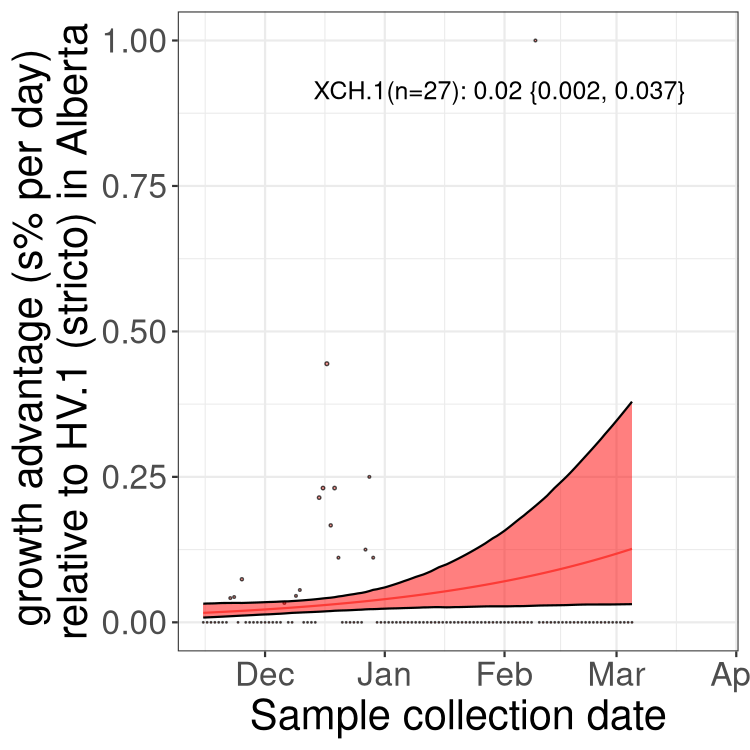 growth advantage (s% per day)
relative to HV.1 (stricto) in Alberta
1.00
XCH.1(n=27): 0.02 {0.002, 0.037}
0.75
0.50
0.25
0.00
Dec Jan Feb Mar Ap
Sample collection date